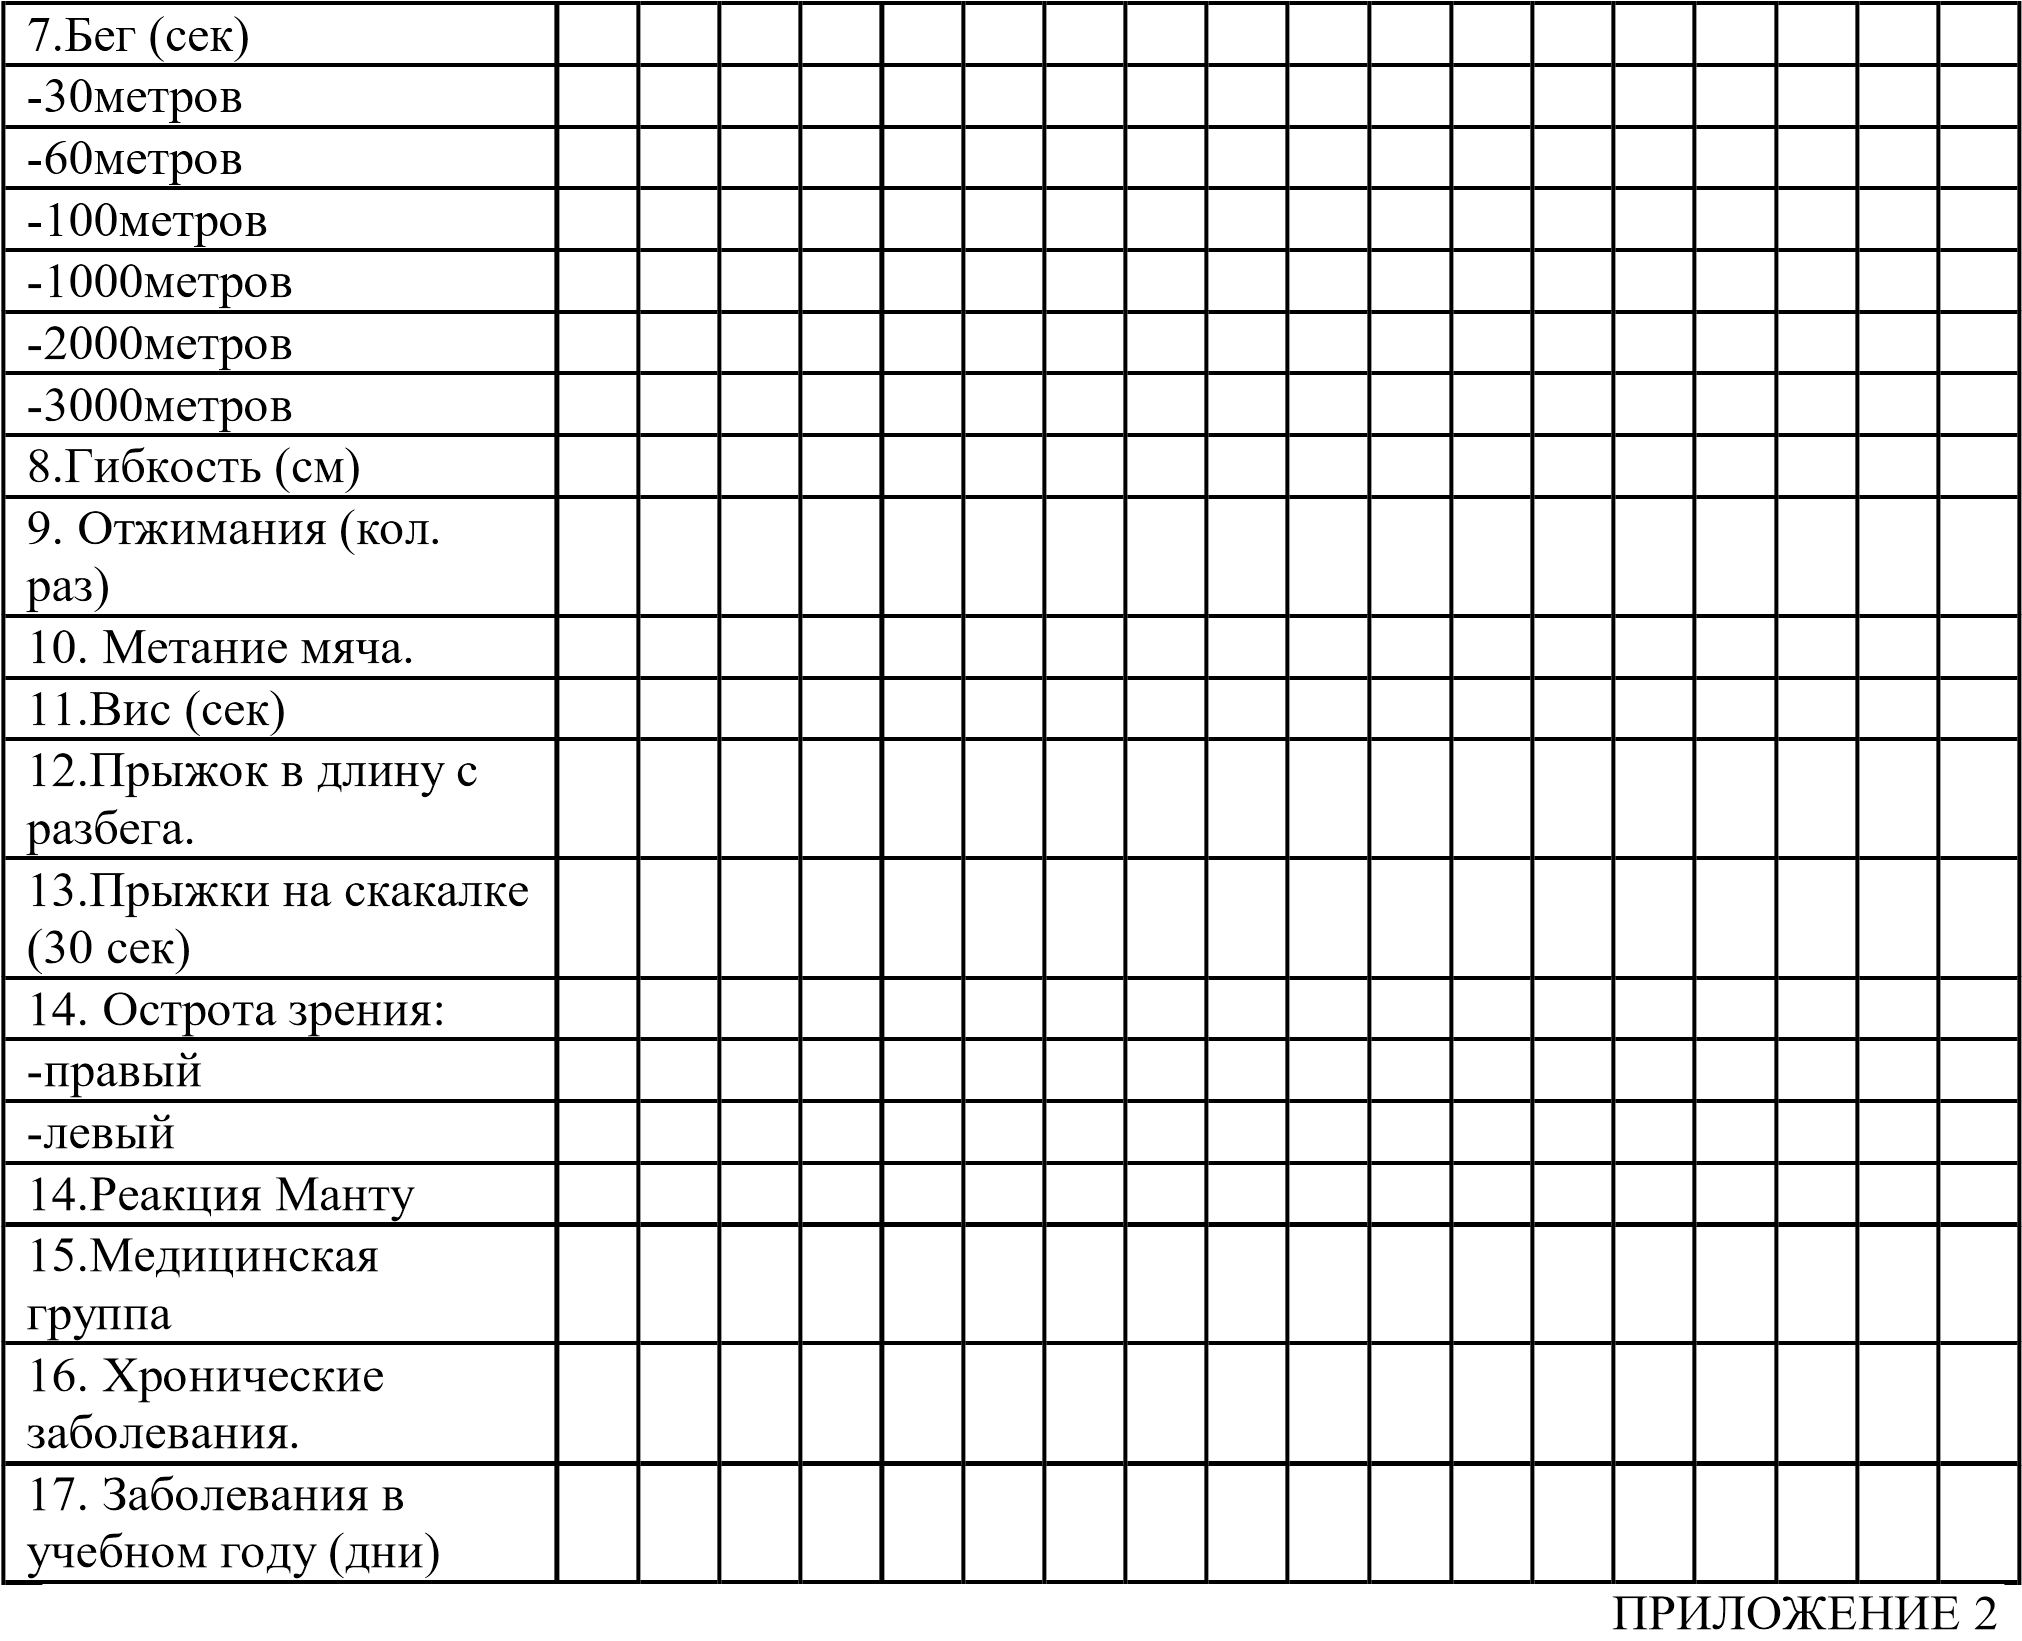 7.Бег (сек)
-30метров
-60метров
-100метров
-1000метров
-2000метров
-3000метров
8.Гибкость (см)
9. Отжимания (кол.
раз)
10. Метание мяча.
11.Вис (сек)
12.Прыжок в длину с
разбега.
13.Прыжки на скакалке
(30 сек)
14. Острота зрения:
-правый
-левый
14.Реакция Манту
15.Медицинская
группа
16. Хронические
заболевания.
17. Заболевания в
учебном году (дни)
ПРИЛОЖЕНИЕ 2